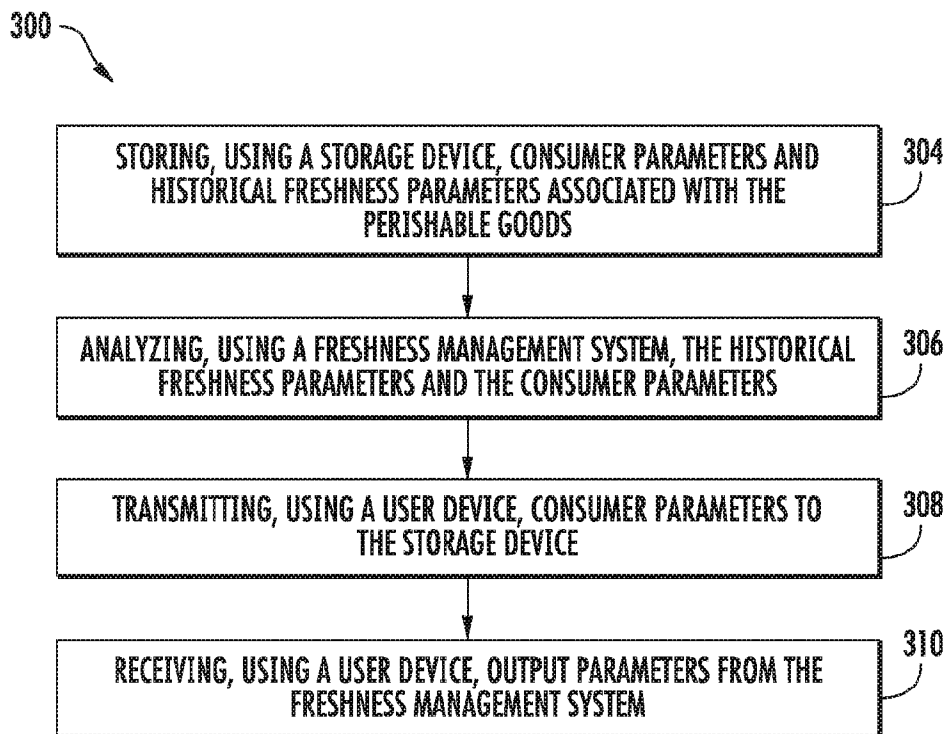 300
STORING, USING A STORAGE DEVICE, CONSUMER PARAMETERS AND
HISTORICAL FRESHNESS PARAMETERS ASSOCIATED WITH THE
PERISHABLE GOODS
304
ANALYZING, USING A FRESHNESS MANAGEMENT SYSTEM, THE HISTORICAL
FRESHNESS PARAMETERS AND THE CONSUMER PARAMETERS
306
TRANSMITTING, USING A USER DEVICE, CONSUMER PARAMETERS TO
THE STORAGE DEVICE
308
RECEIVING, USING A USER DEVICE, OUTPUT PARAMETERS FROM THE
FRESHNESS MANAGEMENT SYSTEM
310